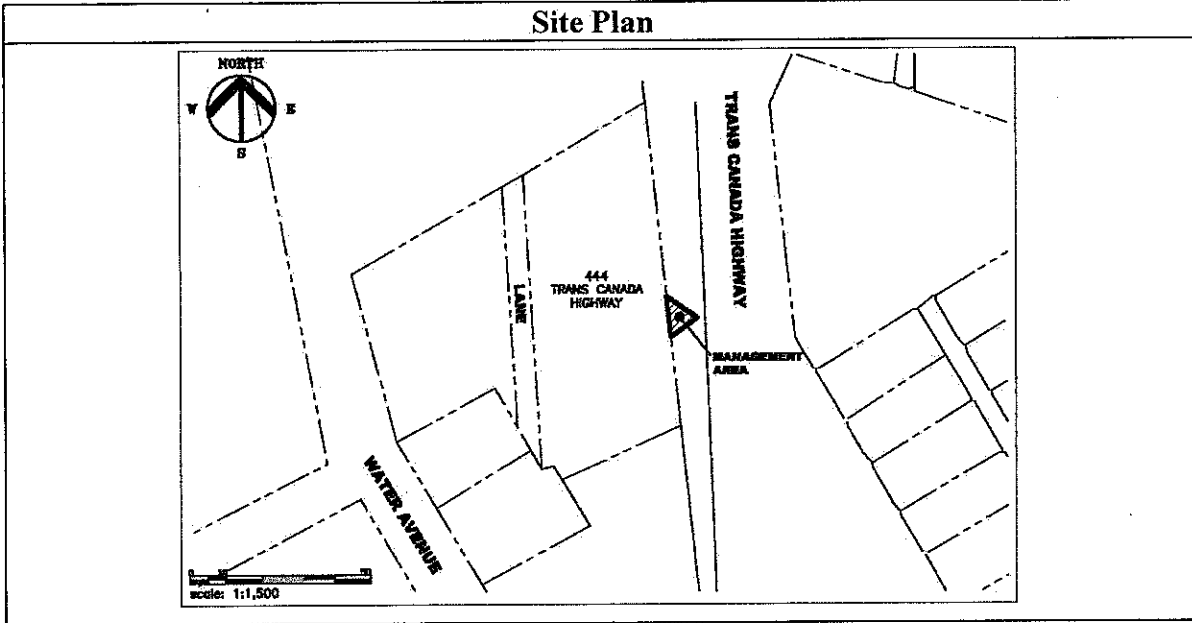 Site Plan
NORTH
W E
S
TRANS CANADA HIGHWAY
444
TRANS CANADA
HIGHWAY
LANE
MANAGEMENT
AREA
WATER AVENUE
scale: 1:1,500